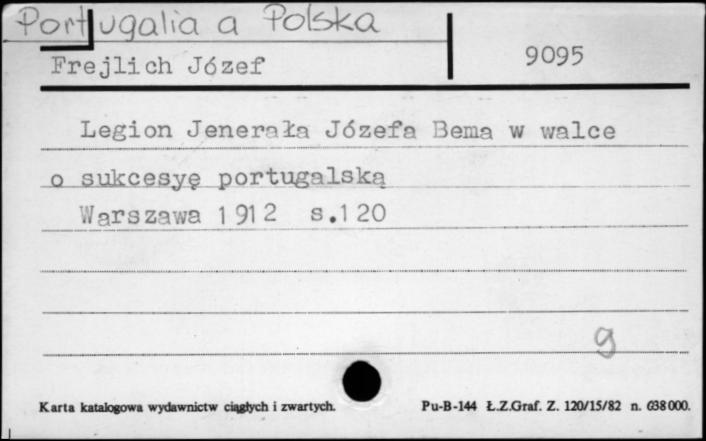 Portugalia a Polska
Frejlich Józef
9095
Legion Jenerała Józefa Bema w walce
o sukcesyę portugalską
Warszawa 1912 s.120
g
Karta katalogowa wydawnictw ciągłych i zwartych.
Pu-B-144 Ł.Z.Graf. Z. 120/15/82 n. 638000.